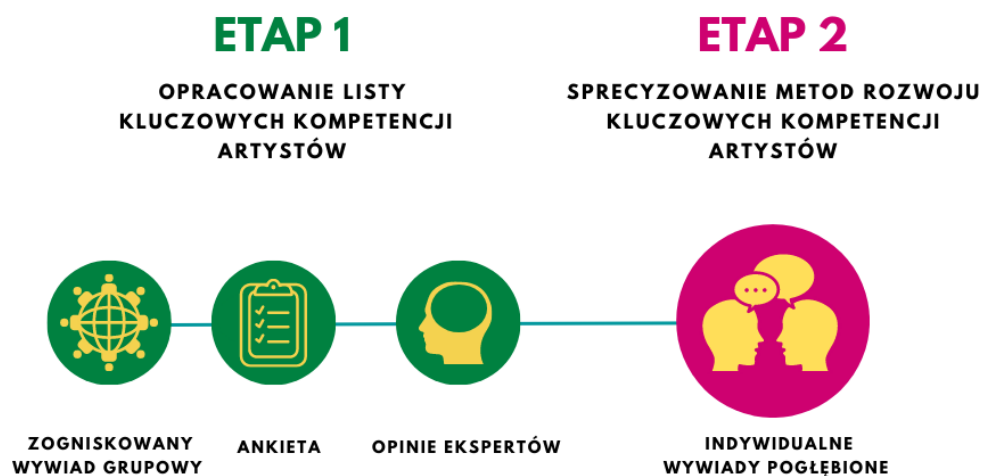 ETAP 1
OPRACOWANIE LISTY
KLUCZOWYCH KOMPETENCJI
ARTYSTÓW
ETAP 2
SPRECYZOWANIE METOD ROZWOJU
KLUCZOWYCH KOMPETENCJI
ARTYSTÓW
ZOGNISKOWANY
WYWIAD GRUPOWY
ANKIETA
OPINIE EKSPERTÓW
INDYWIDUALNE
WYWIADY POGŁĘBIONE